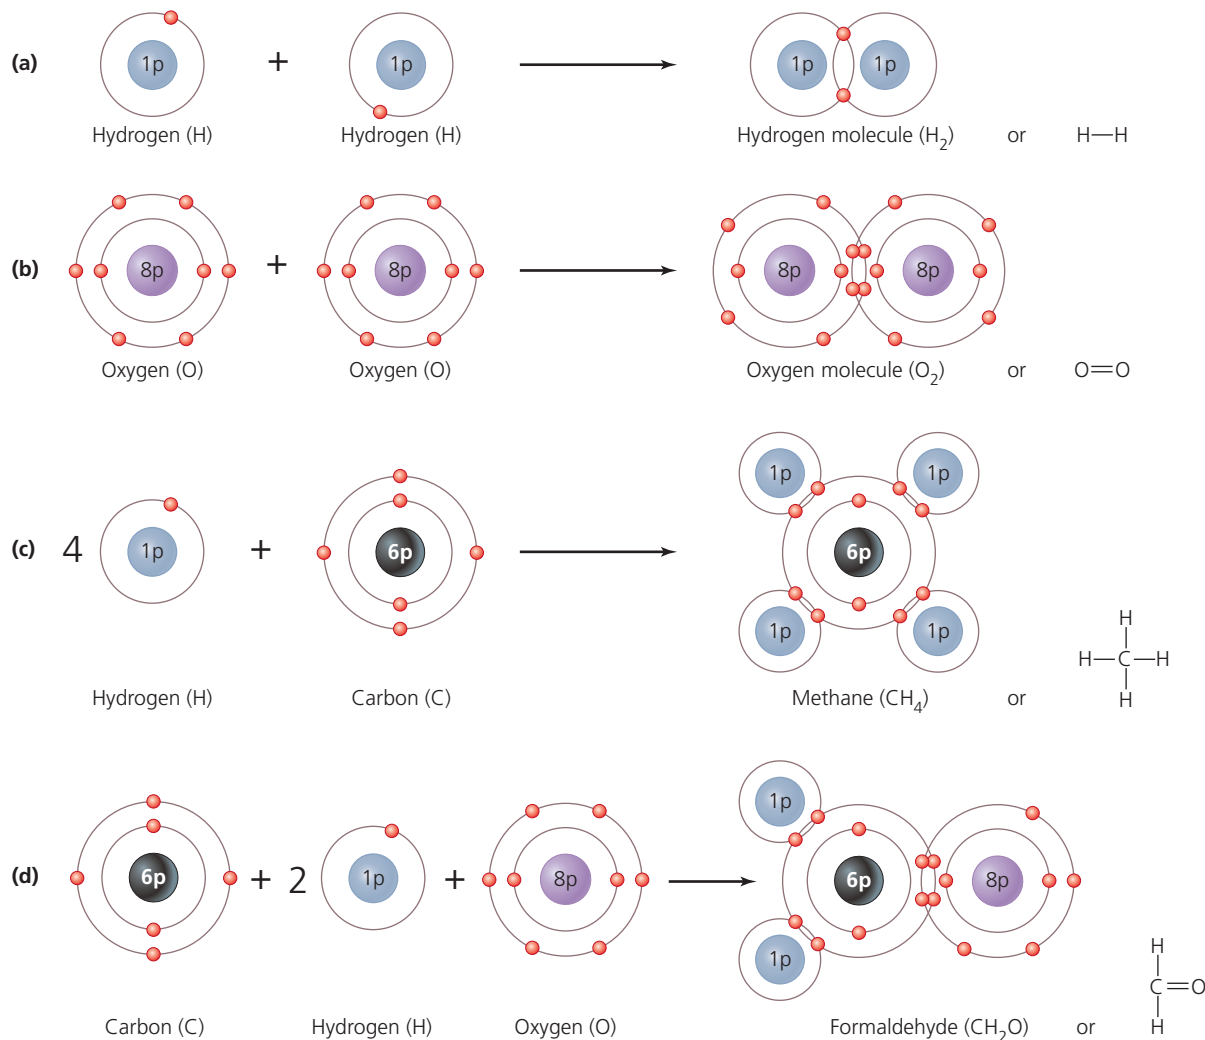 (a) 1p + 1p 1p 1p
Hydrogen (H) Hydrogen (H) Hydrogen molecule (H₂) or H—H
(b) 8p + 8p 8p 8p
Oxygen (O) Oxygen (O) Oxygen molecule (O₂) or O=O
1p 1p
(c) 4 1p + 6p 6p
1p 1p
H
H—C—H
H
Hydrogen (H) Carbon (C) Methane (CH₄) or
1p
(d) 6p + 2 1p + 8p 6p 8p
1p
H
C=O
H
Carbon (C) Hydrogen (H) Oxygen (O) Formaldehyde (CH₂O) or